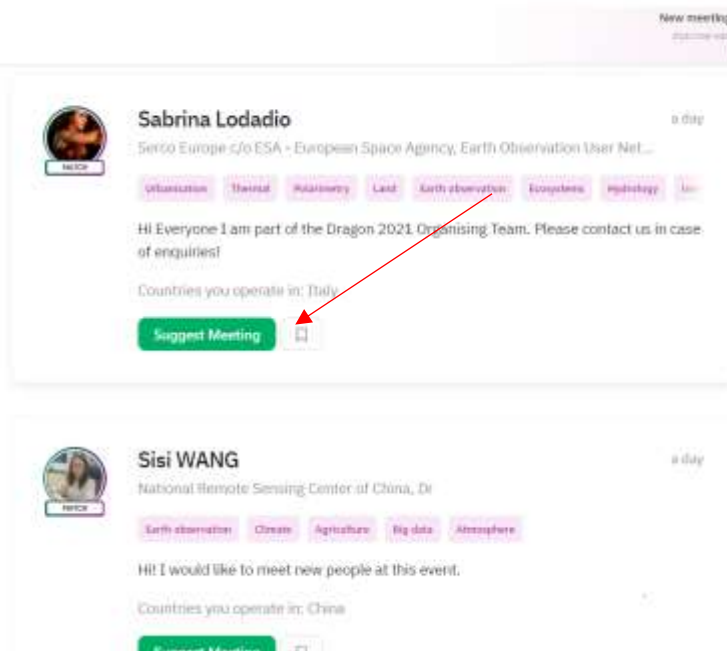 New meeting
Sabrina Lodadio
a day
Serco Europe c/o ESA - European Space Agency, Earth Observation User Net...
Urbanisation Thermal Polarimetry Land Earth observation Ecosystems Hydrology
Hi Everyone I am part of the Dragon 2021 Organising Team. Please contact us in case
of enquiries!
Countries you operate in: Italy
Suggest Meeting
Sisi WANG
a day
National Remote Sensing Center of China, Dr
Earth observation Climate Agriculture Big data Atmosphere
Hi! I would like to meet new people at this event.
Countries you operate in: China
Suggest Meeting